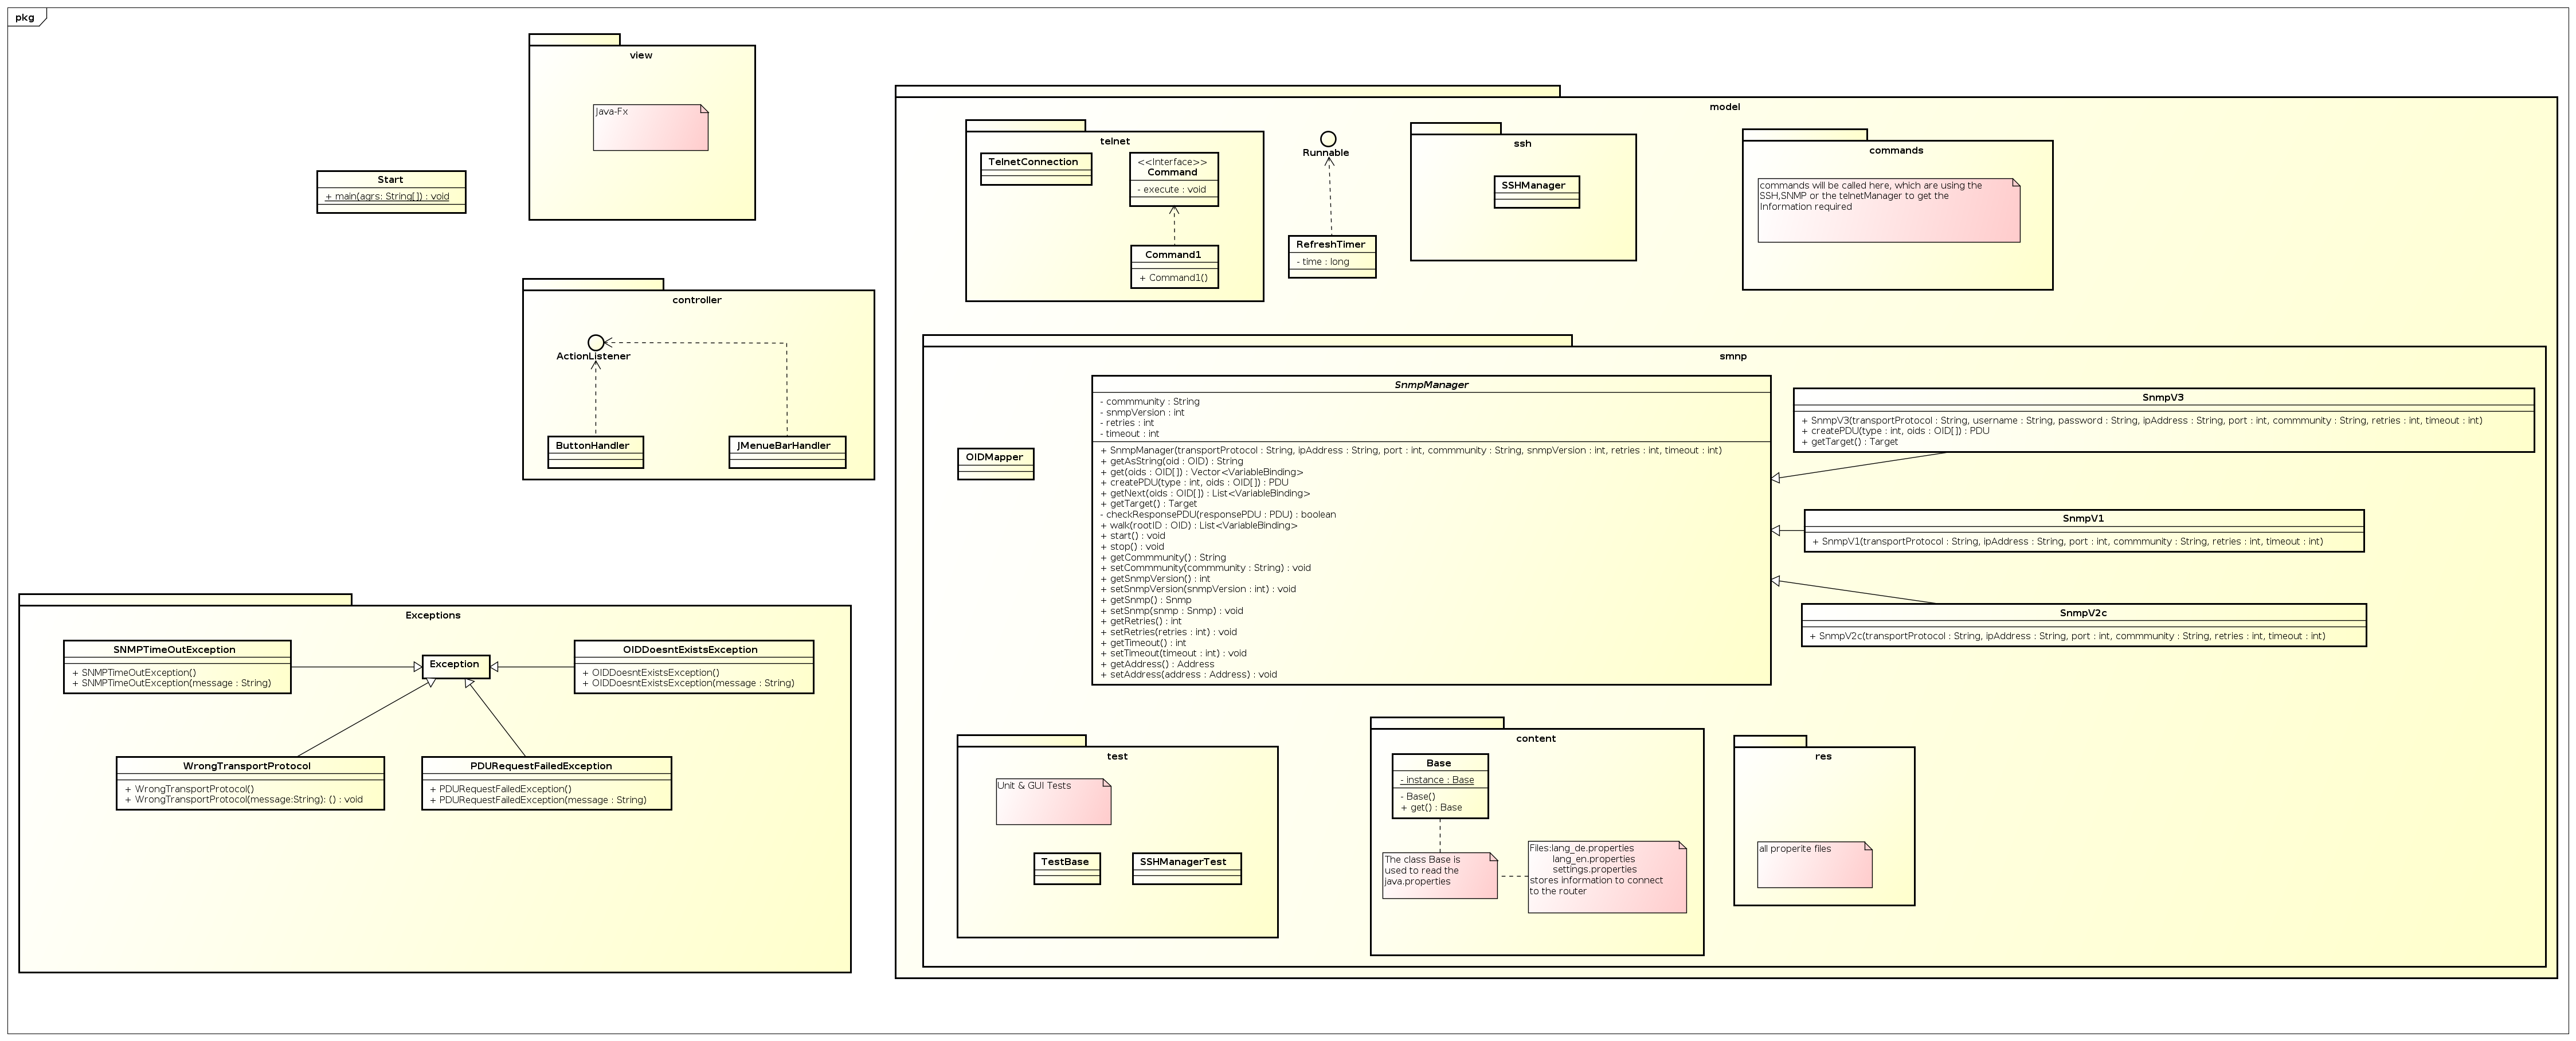 pkg
view
Java-Fx
Start
+ main(agrs: String[]) : void
controller
ActionListener
ButtonHandler
JMenueBarHandler
Exceptions
SNMPTimeOutException
+ SNMPTimeOutException()
+ SNMPTimeOutException(message : String)
Exception
OIDDoesntExistsException
+ OIDDoesntExistsException()
+ OIDDoesntExistsException(message : String)
WrongTransportProtocol
+ WrongTransportProtocol()
+ WrongTransportProtocol(message:String): () : void
PDURequestFailedException
+ PDURequestFailedException()
+ PDURequestFailedException(message : String)
model
telnet
TelnetConnection
<<Interface>>
Command
- execute : void
Command1
+ Command1()
Runnable
RefreshTimer
- time : long
ssh
SSHManager
commands
commands will be called here, which are using the
SSH,SNMP or the telnetManager to get the
Information required
smnp
OIDMapper
SnmpManager
- commmunity : String
- snmpVersion : int
- retries : int
- timeout : int
+ SnmpManager(transportProtocol : String, ipAddress : String, port : int, commmunity : String, snmpVersion : int, retries : int, timeout : int)
+ getAsString(oid : OID) : String
+ get(oids : OID[]) : Vector<VariableBinding>
+ createPDU(type : int, oids : OID[]) : PDU
+ getNext(oids : OID[]) : List<VariableBinding>
+ getTarget() : Target
- checkResponsePDU(responsePDU : PDU) : boolean
+ walk(rootID : OID) : List<VariableBinding>
+ start() : void
+ stop() : void
+ getCommmunity() : String
+ setCommmunity(commmunity : String) : void
+ getSnmpVersion() : int
+ setSnmpVersion(snmpVersion : int) : void
+ getSnmp() : Snmp
+ setSnmp(snmp : Snmp) : void
+ getRetries() : int
+ setRetries(retries : int) : void
+ getTimeout() : int
+ setTimeout(timeout : int) : void
+ getAddress() : Address
+ setAddress(address : Address) : void
SnmpV3
+ SnmpV3(transportProtocol : String, username : String, password : String, ipAddress : String, port : int, commmunity : String, retries : int, timeout : int)
+ createPDU(type : int, oids : OID[]) : PDU
+ getTarget() : Target
SnmpV1
+ SnmpV1(transportProtocol : String, ipAddress : String, port : int, commmunity : String, retries : int, timeout : int)
SnmpV2c
+ SnmpV2c(transportProtocol : String, ipAddress : String, port : int, commmunity : String, retries : int, timeout : int)
test
Unit & GUI Tests
TestBase
SSHManagerTest
content
Base
- instance : Base
- Base()
+ get() : Base
The class Base is
used to read the
java.properties
Files:lang_de.properties
lang_en.properties
settings.properties
stores information to connect
to the router
res
all properite files